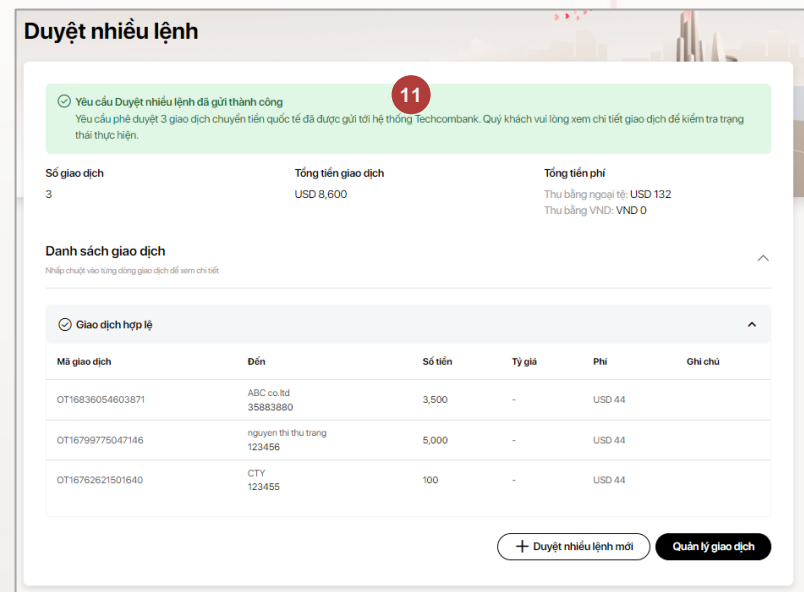 Duyệt nhiều lệnh
11
Yêu cầu Duyệt nhiều lệnh đã gửi thành công
Yêu cầu phê duyệt 3 giao dịch chuyển tiền quốc tế đã được gửi tới hệ thống Techcombank. Quý khách vui lòng xem chi tiết giao dịch để kiểm tra trạng
thái thực hiện.
Số giao dịch Tổng tiền giao dịch Tổng tiền phí
3 USD 8,600 Thu bằng ngoại tệ: USD 132
Thu bằng VND: VND 0
Danh sách giao dịch
Nhấp chuột vào từng dòng giao dịch để xem chi tiết
Giao dịch hợp lệ
Mã giao dịch Đến Số tiền Tỷ giá Phí Ghi chú
OT16836054603871 ABC co.ltd 3,500 - USD 44
35883880
OT16799775047146 nguyen thi thu trang 5,000 - USD 44
123456
OT16762621501640 CTY 100 - USD 44
123455
+ Duyệt nhiều lệnh mới Quản lý giao dịch